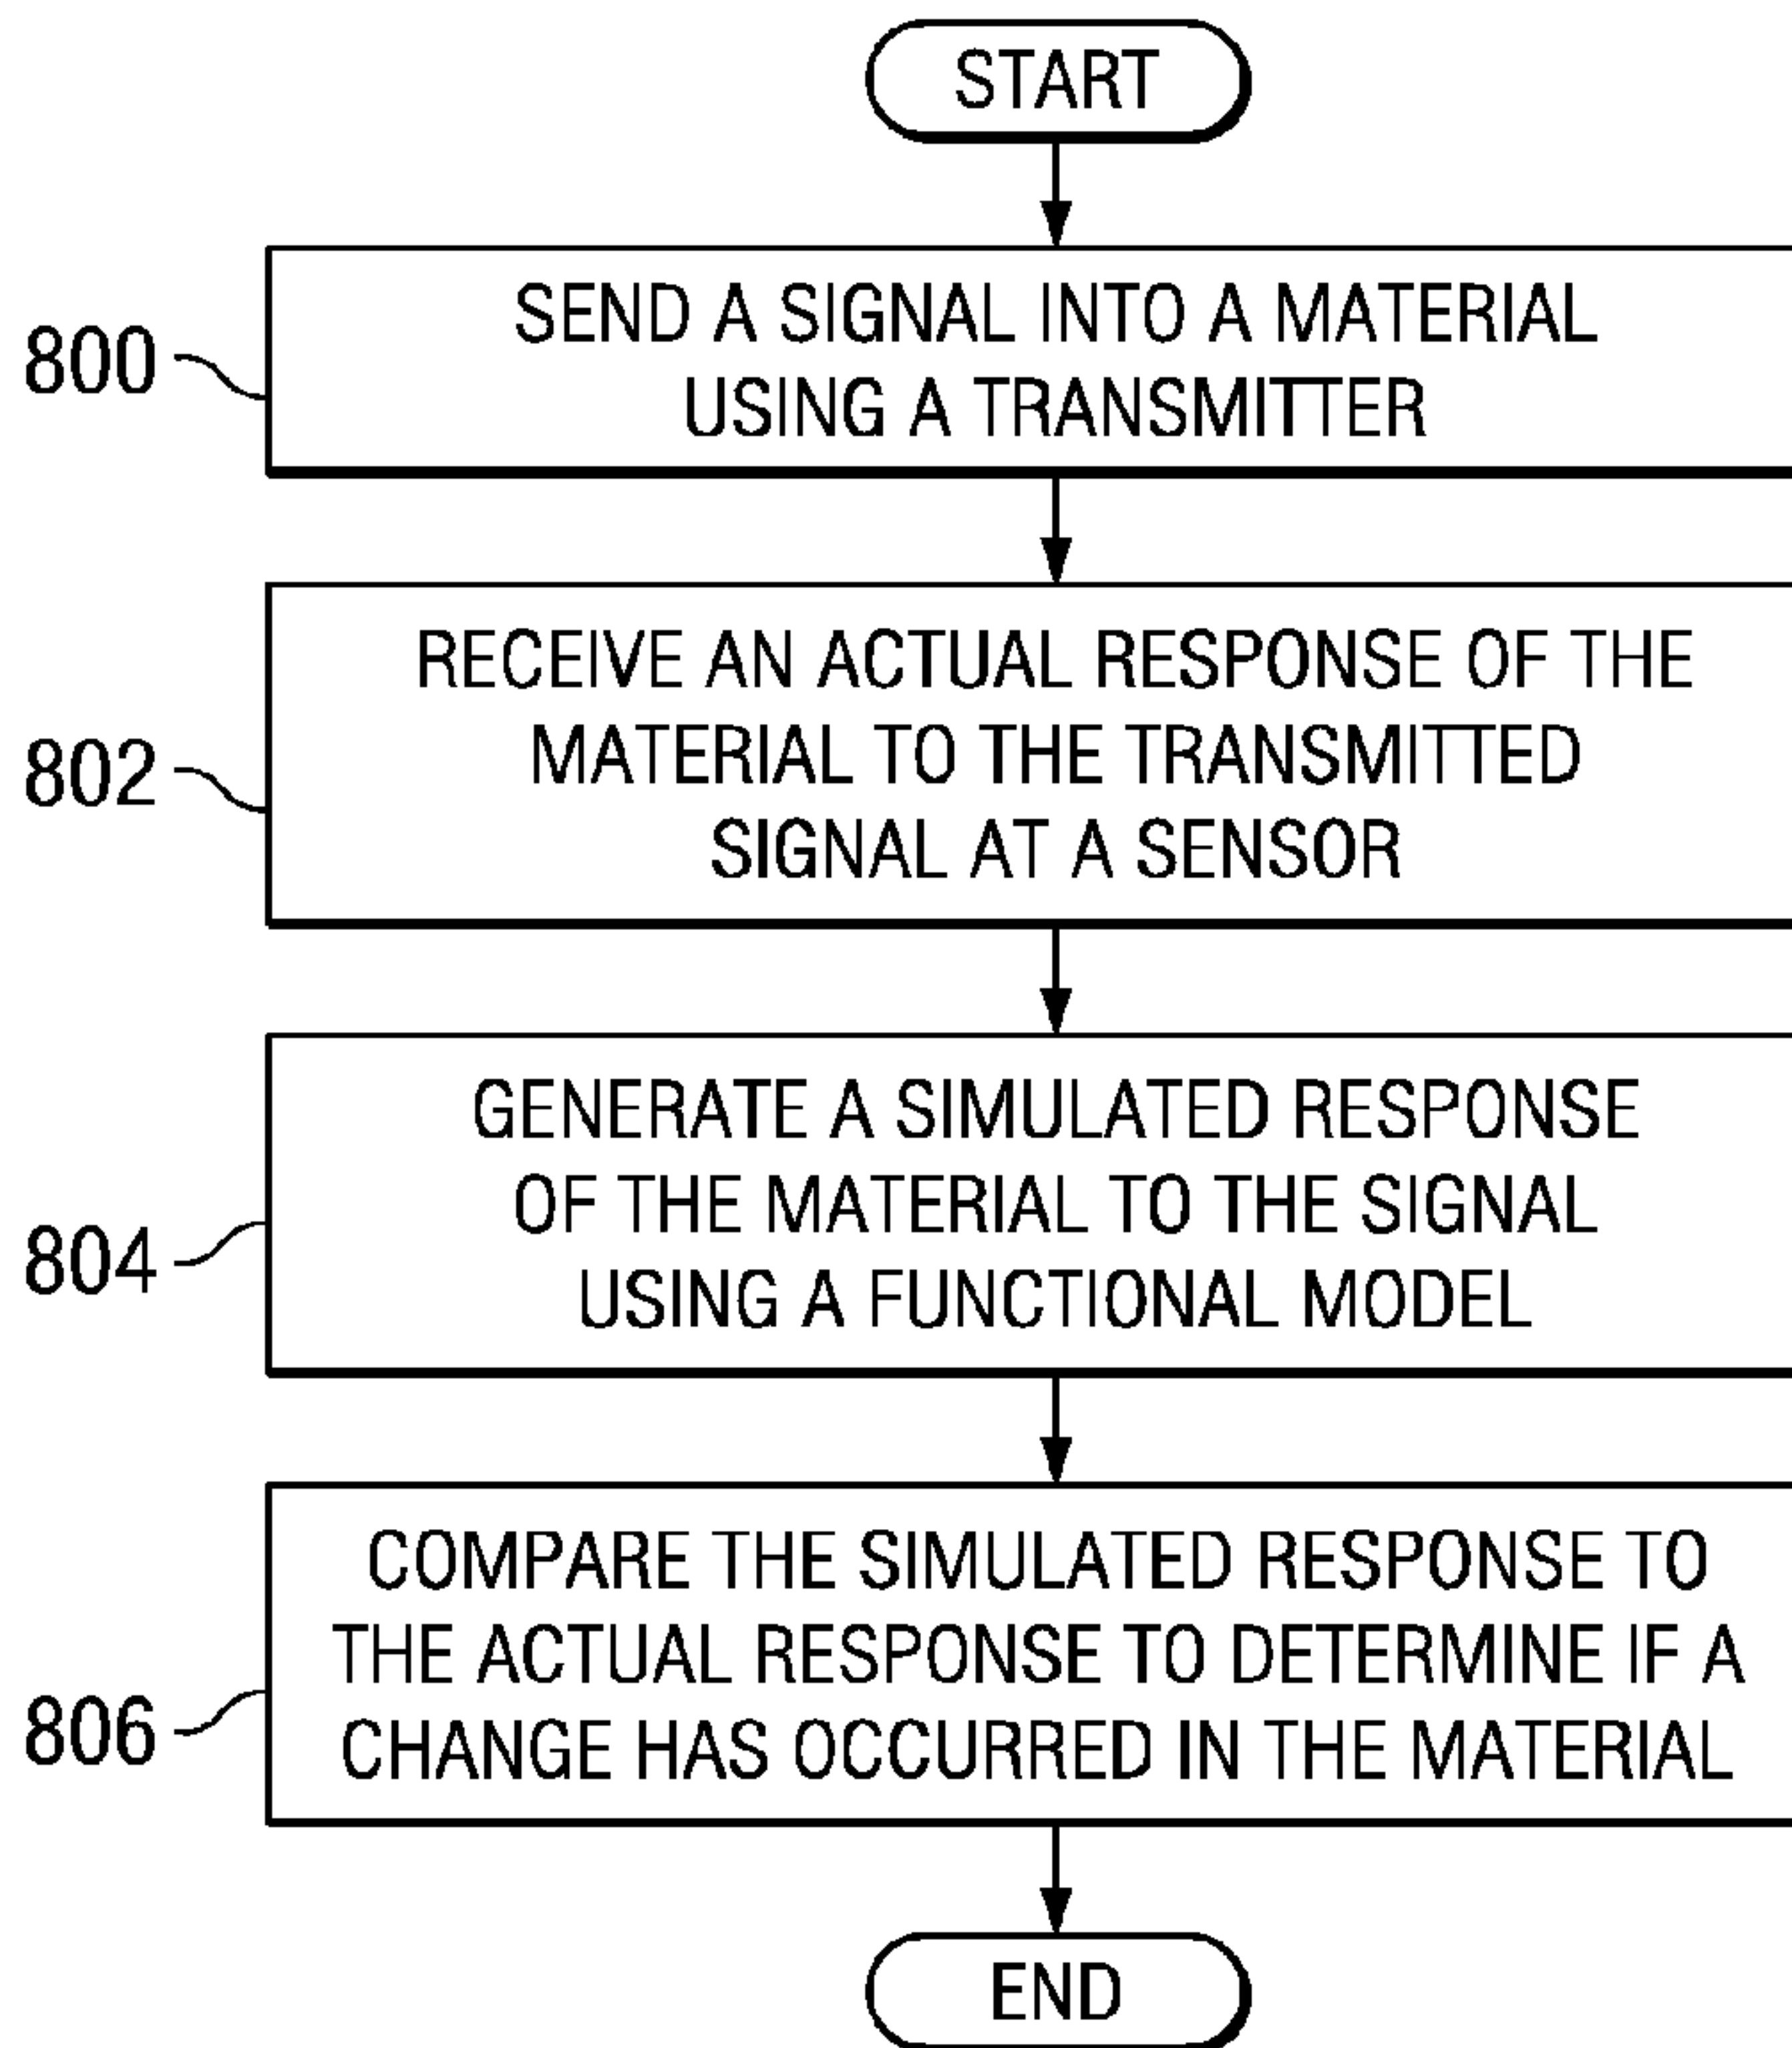 START
800
SEND A SIGNAL INTO A MATERIAL
USING A TRANSMITTER
802
RECEIVE AN ACTUAL RESPONSE OF THE
MATERIAL TO THE TRANSMITTED
SIGNAL AT A SENSOR
804
GENERATE A SIMULATED RESPONSE
OF THE MATERIAL TO THE SIGNAL
USING A FUNCTIONAL MODEL
806
COMPARE THE SIMULATED RESPONSE TO
THE ACTUAL RESPONSE TO DETERMINE IF A
CHANGE HAS OCCURRED IN THE MATERIAL
END